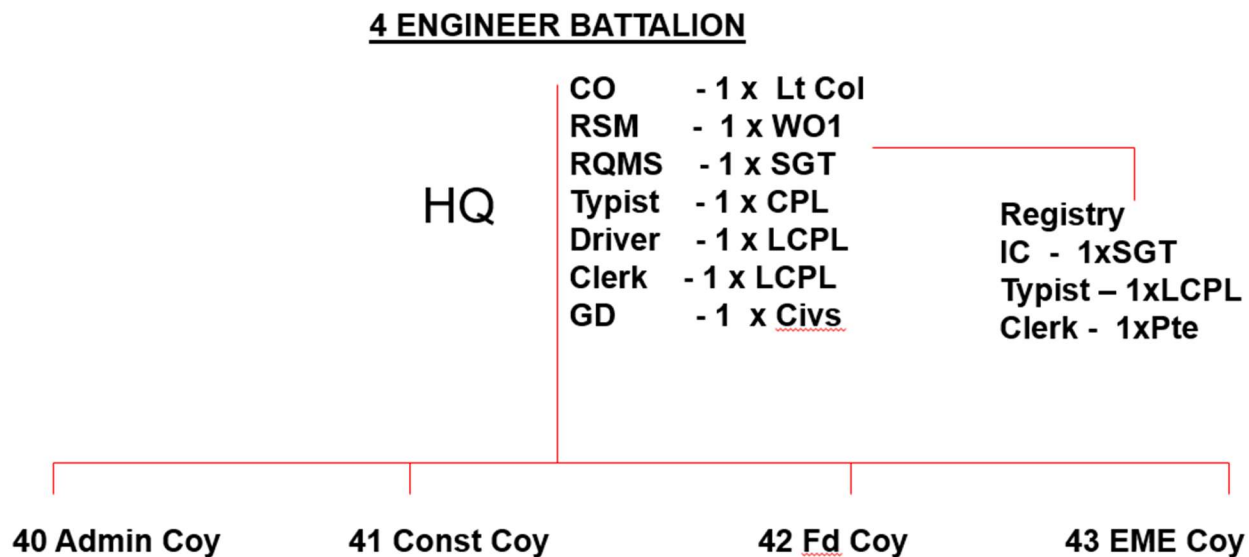 4 ENGINEER BATTALION
HQ
CO - 1 x Lt Col
RSM - 1 x WO1
RQMS - 1 x SGT
Typist - 1 x CPL
Driver - 1 x LCPL
Clerk - 1 x LCPL
GD - 1 x Civs
Registry
IC - 1xSGT
Typist – 1xLCPL
Clerk - 1xPte
40 Admin Coy
41 Const Coy
42 Fd Coy
43 EME Coy